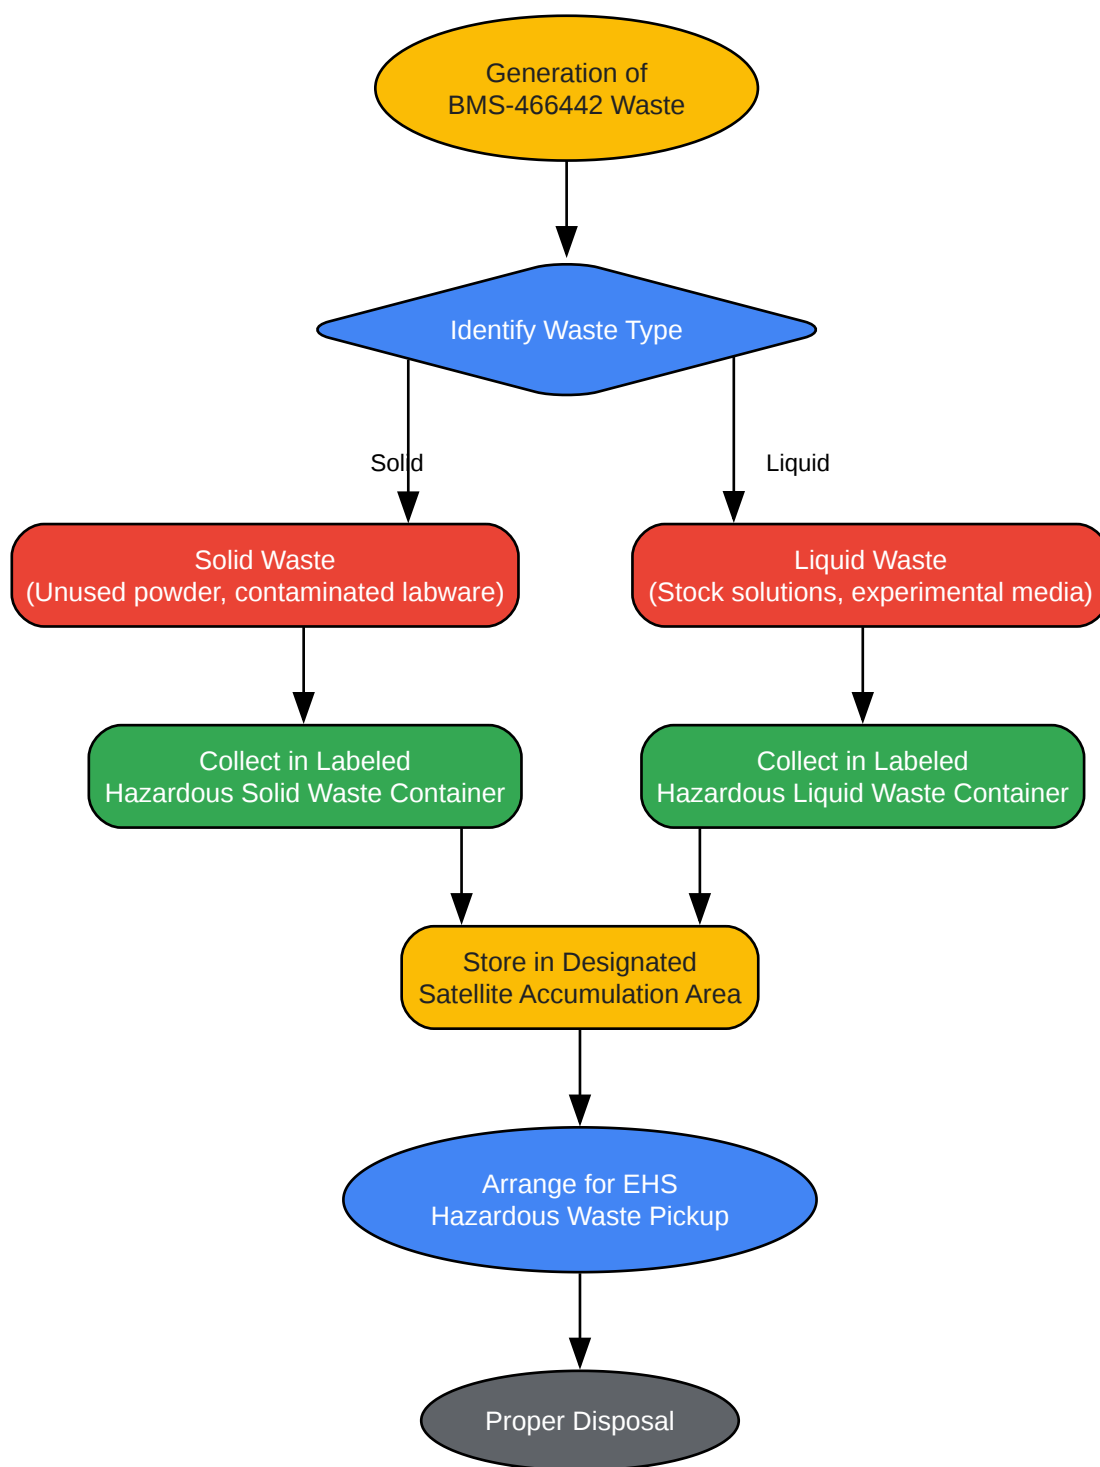 Generation of
BMS-466442 Waste
Identify Waste Type
Solid
Liquid
Solid Waste
(Unused powder, contaminated labware)
Liquid Waste
(Stock solutions, experimental media)
Collect in Labeled
Hazardous Solid Waste Container
Collect in Labeled
Hazardous Liquid Waste Container
Store in Designated
Satellite Accumulation Area
Arrange for EHS
Hazardous Waste Pickup
Proper Disposal